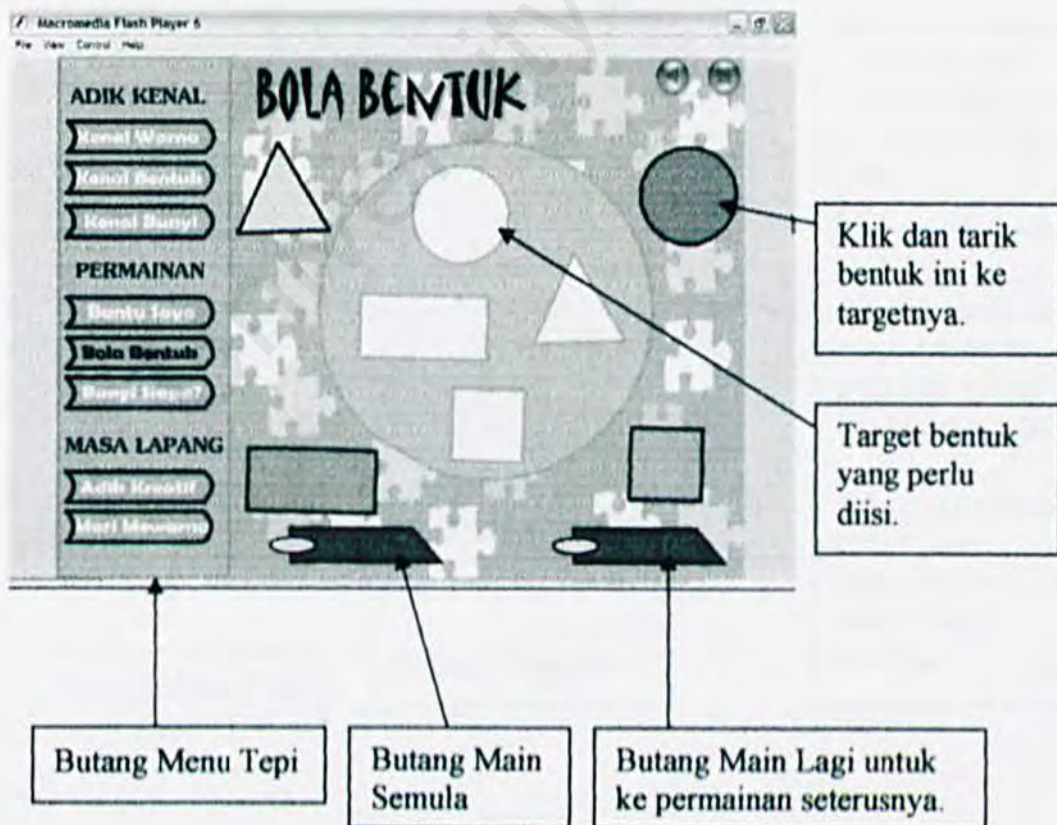 Macromedia Flash Player 6
File View Control Help
BOLA BENTUK
ADIK KENAL
Kenal Warna
Kenal Bentuk
Kenal Bunyi
PERMAINAN
Bantu Saya
Bola Bentuk
Bunyi Siapa?
MASA LAPANG
Adik Kreatif
Mari Mewarna
Klik dan tarik
bentuk ini ke
targetnya.
Target bentuk
yang perlu
diisi.
Butang Menu Tepi
Butang Main
Semula
Butang Main Lagi untuk
ke permainan seterusnya.